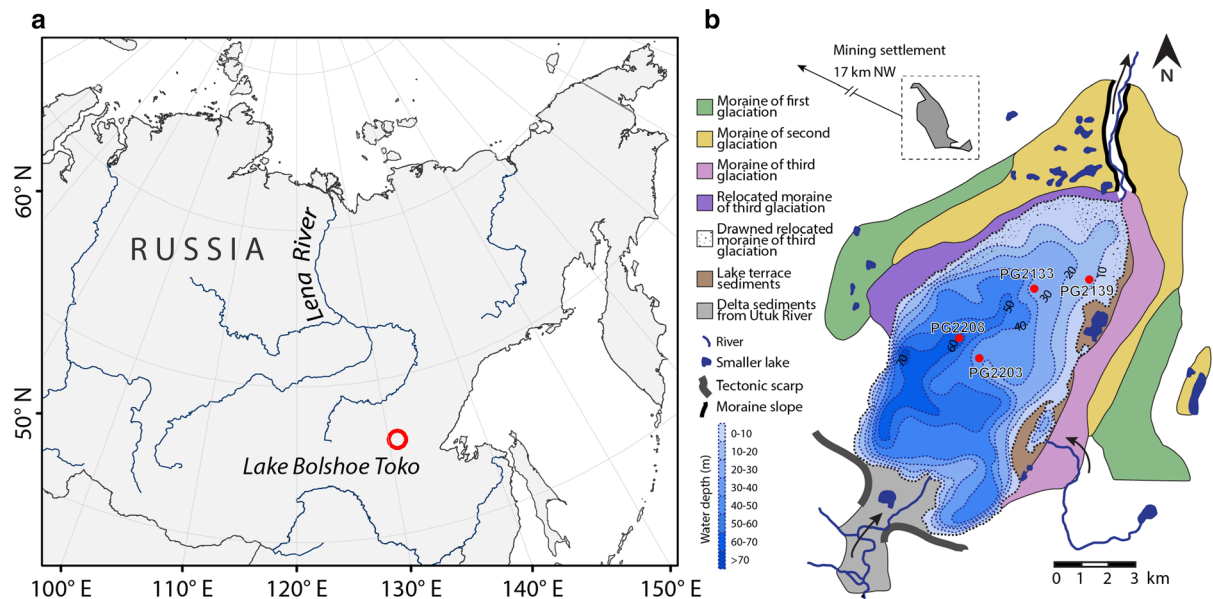 a
60° N
50° N
RUSSIA
Lena River
Lake Bolshoe Toko
100° E
110° E
120° E
130° E
140° E
150° E
b
Mining settlement
17 km NW
N
Moraine of first
glaciation
Moraine of second
glaciation
Moraine of third
glaciation
Relocated moraine
of third glaciation
Drawned relocated
moraine of third
glaciation
Lake terrace
sediments
Delta sediments
from Utuk River
River
Smaller lake
Tectonic scarp
Moraine slope
Water depth (m)
0-10
10-20
20-30
30-40
40-50
50-60
60-70
>70
PG2133
20
10
PG2139
30
50
40
PG2208
60
70
PG2203
0 1 2 3 km